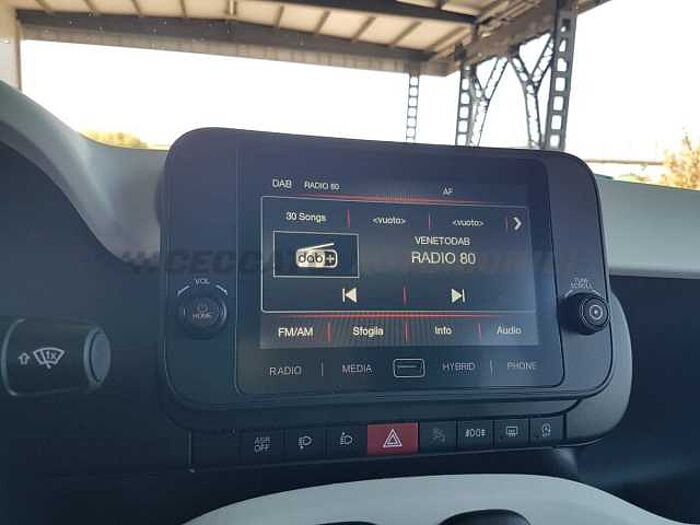 DAB RADIO 80 AF
30 Songs <vuoto> <vuoto>
VENETODAB
dab+ RADIO 80
VOL
HOME
TUNE
SCROLL
FM/AM Sfoglia Info Audio
RADIO MEDIA HYBRID PHONE
1x
ASR
OFF